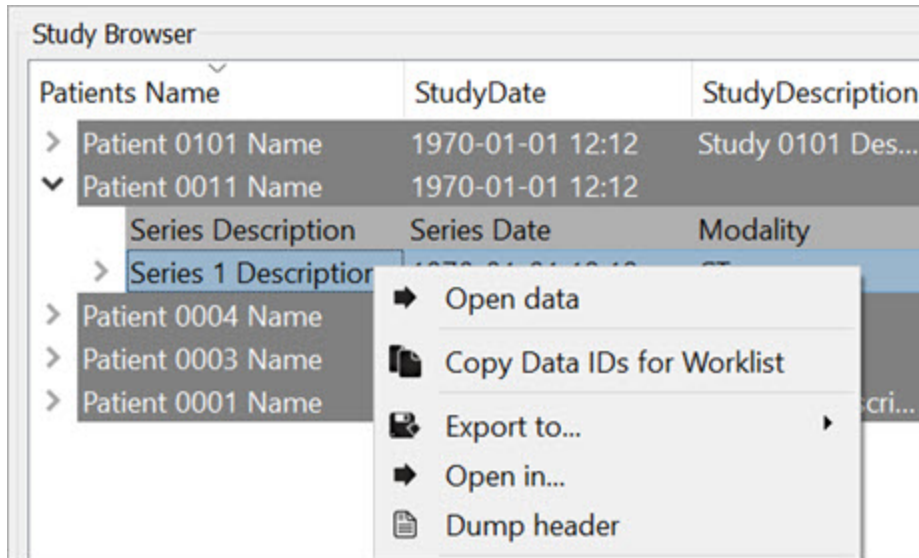 Study Browser
Patients Name StudyDate StudyDescription
Patient 0101 Name 1970-01-01 12:12 Study 0101 Des...
Patient 0011 Name 1970-01-01 12:12
Series Description Series Date Modality
Series 1 Description
Open data
Patient 0004 Name
Patient 0003 Name
Copy Data IDs for Worklist
Patient 0001 Name scri...
Export to...
Open in...
Dump header